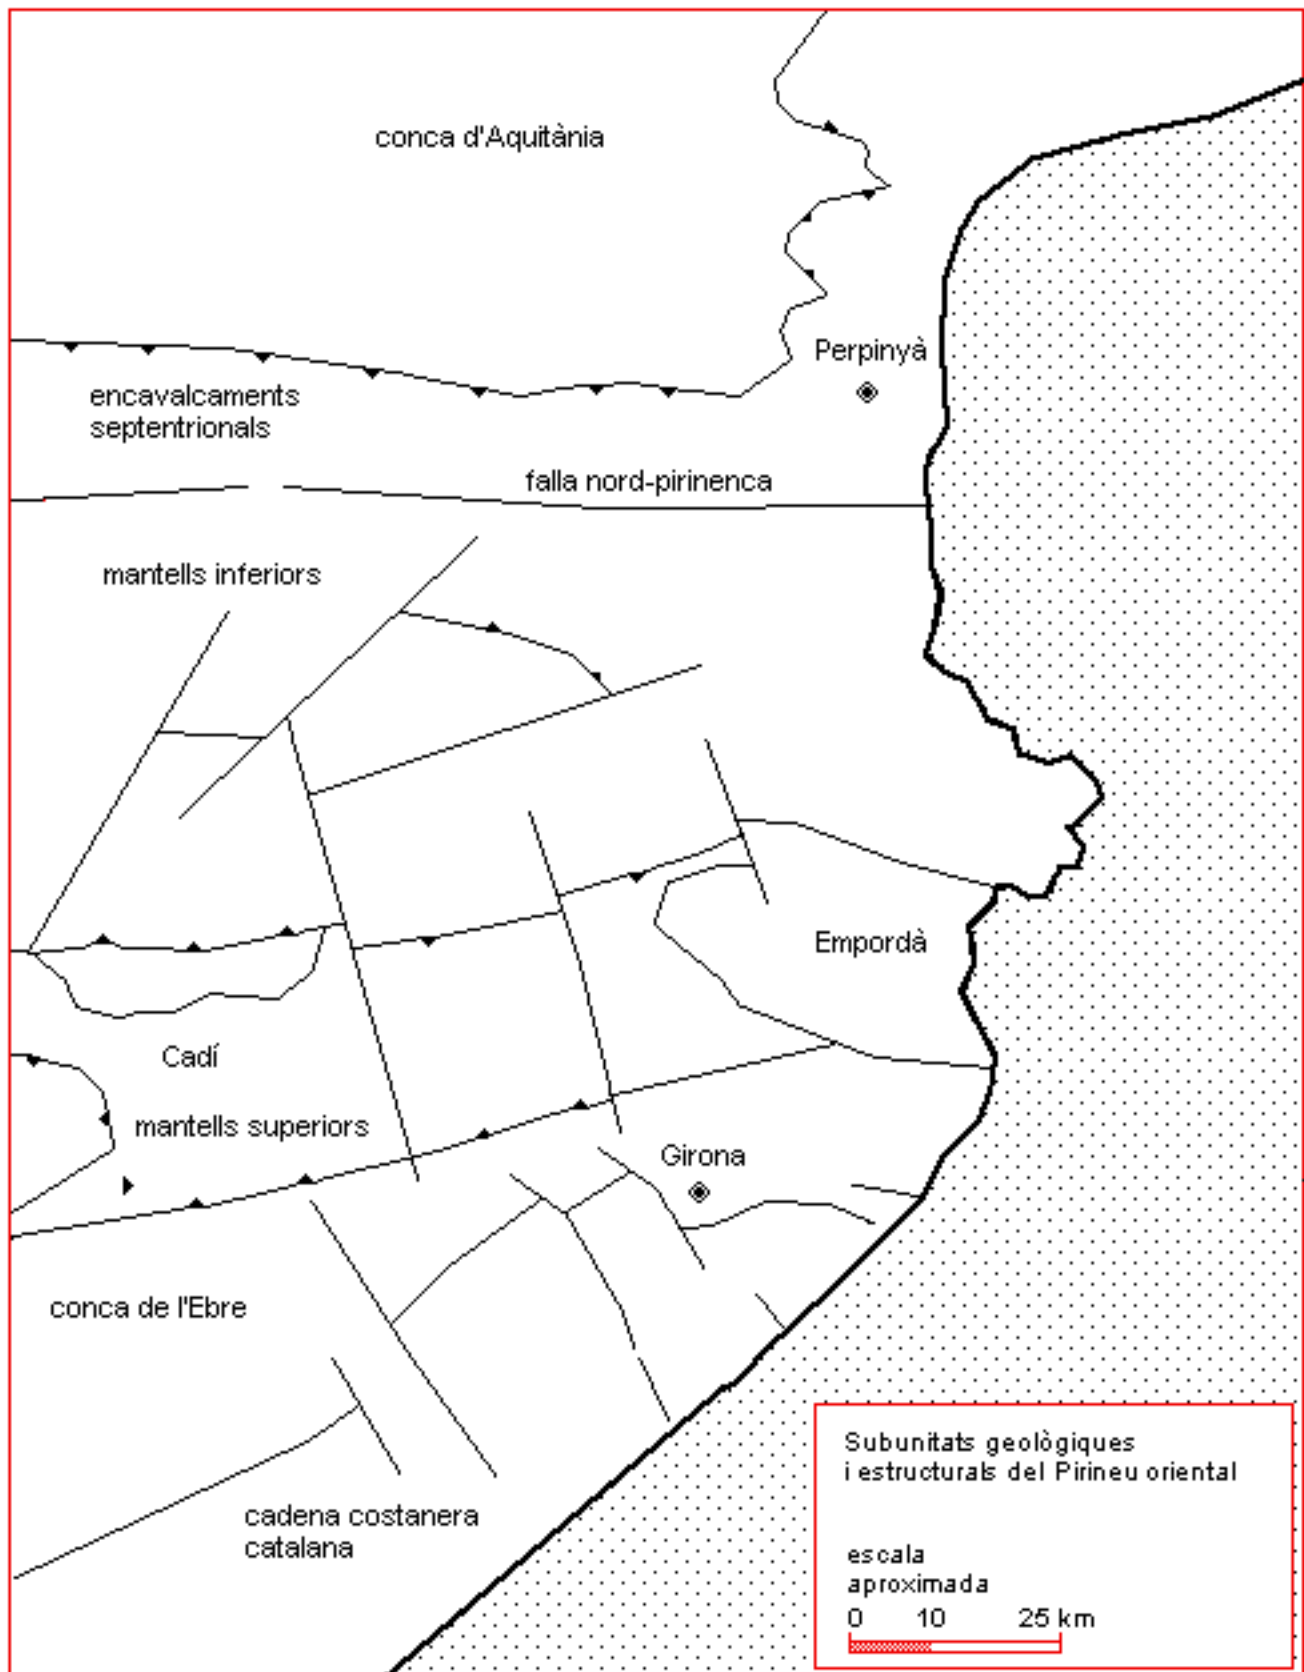 conca d'Aquitània
Perpinyà
encavalcaments
septentrionals
falla nord-pirinenca
mantells inferiors
Empordà
Cadí
mantells superiors
Girona
conca de l'Ebre
cadena costanera
catalana
Subunitats geològiques
i estructurals del Pirineu oriental
escala
aproximada
0 10 25 km